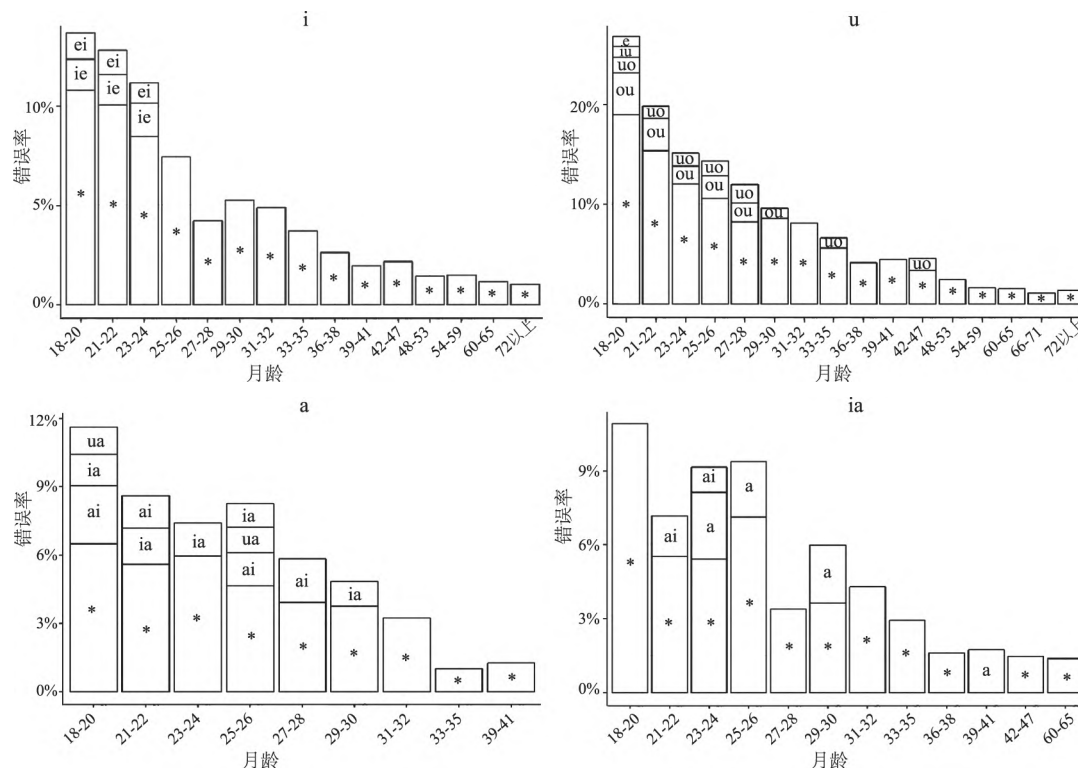 i
错误率
10%
5%
0%
ei
ie
*
ei
ie
*
ei
ie
*
*
*
*
*
*
*
*
*
*
*
*
*
18-20
21-22
23-24
25-26
27-28
29-30
31-32
33-35
36-38
39-41
42-47
48-53
54-59
60-65
72以上
月龄
u
错误率
20%
10%
0%
e
iu
uo
ou
*
uo
ou
*
uo
ou
*
uo
ou
*
uo
ou
*
ou
*
*
uo
*
*
*
uo
*
*
*
*
*
*
18-20
21-22
23-24
25-26
27-28
29-30
31-32
33-35
36-38
39-41
42-47
48-53
54-59
60-65
66-71
72以上
月龄
a
错误率
12%
9%
6%
3%
0%
ua
ia
ai
*
ai
ia
*
ia
*
ia
ua
ai
*
ai
*
ia
*
*
*
*
18-20
21-22
23-24
25-26
27-28
29-30
31-32
33-35
39-41
月龄
ia
错误率
9%
6%
3%
0%
*
ai
*
ai
a
*
a
*
*
a
*
*
*
*
a
*
*
18-20
21-22
23-24
25-26
27-28
29-30
31-32
33-35
36-38
39-41
42-47
60-65
月龄